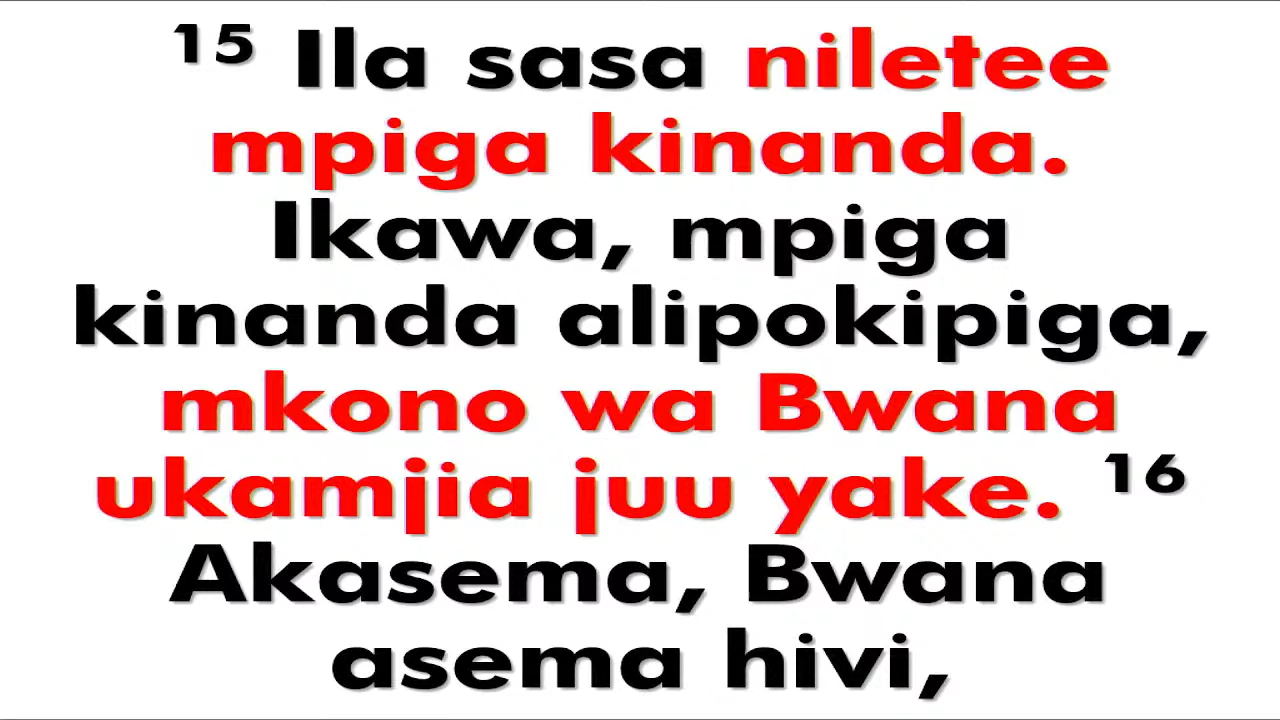 15 Ila sasa niletee
mpiga kinanda.
Ikawa, mpiga
kinanda alipokipiga,
mkono wa Bwana
ukamjia juu yake. 16
Akasema, Bwana
asema hivi,